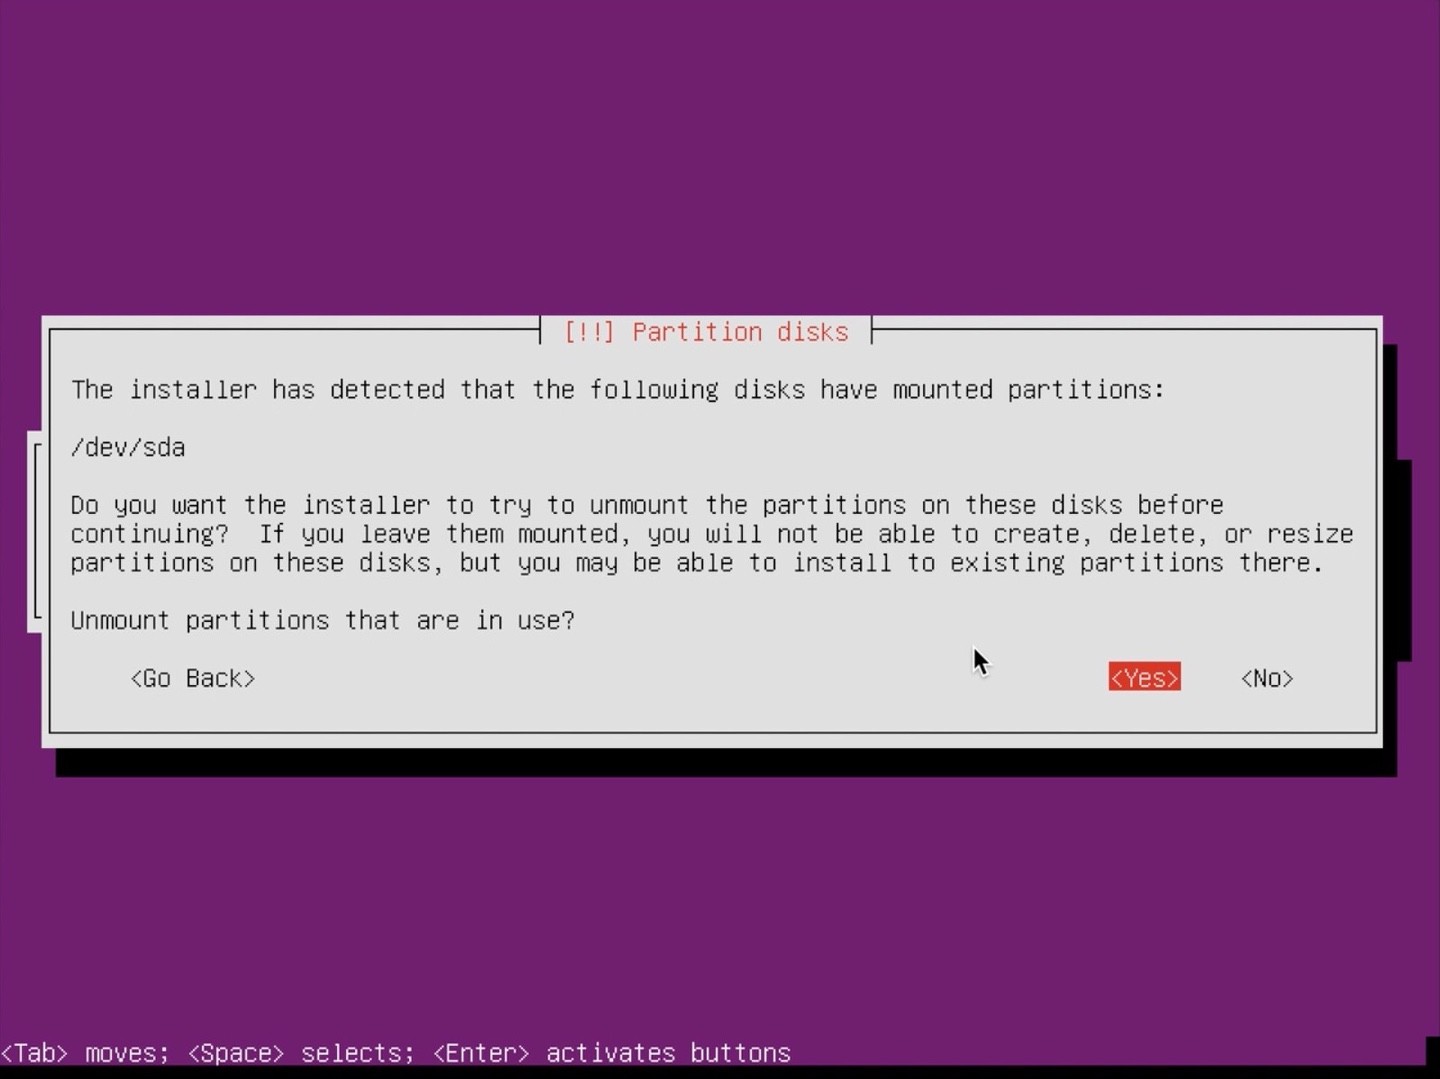 [!!] Partition disks
The installer has detected that the following disks have mounted partitions:
/dev/sda
Do you want the installer to try to unmount the partitions on these disks before
continuing?  If you leave them mounted, you will not be able to create, delete, or resize
partitions on these disks, but you may be able to install to existing partitions there.
Unmount partitions that are in use?
<Go Back> <Yes> <No>
<Tab> moves; <Space> selects; <Enter> activates buttons